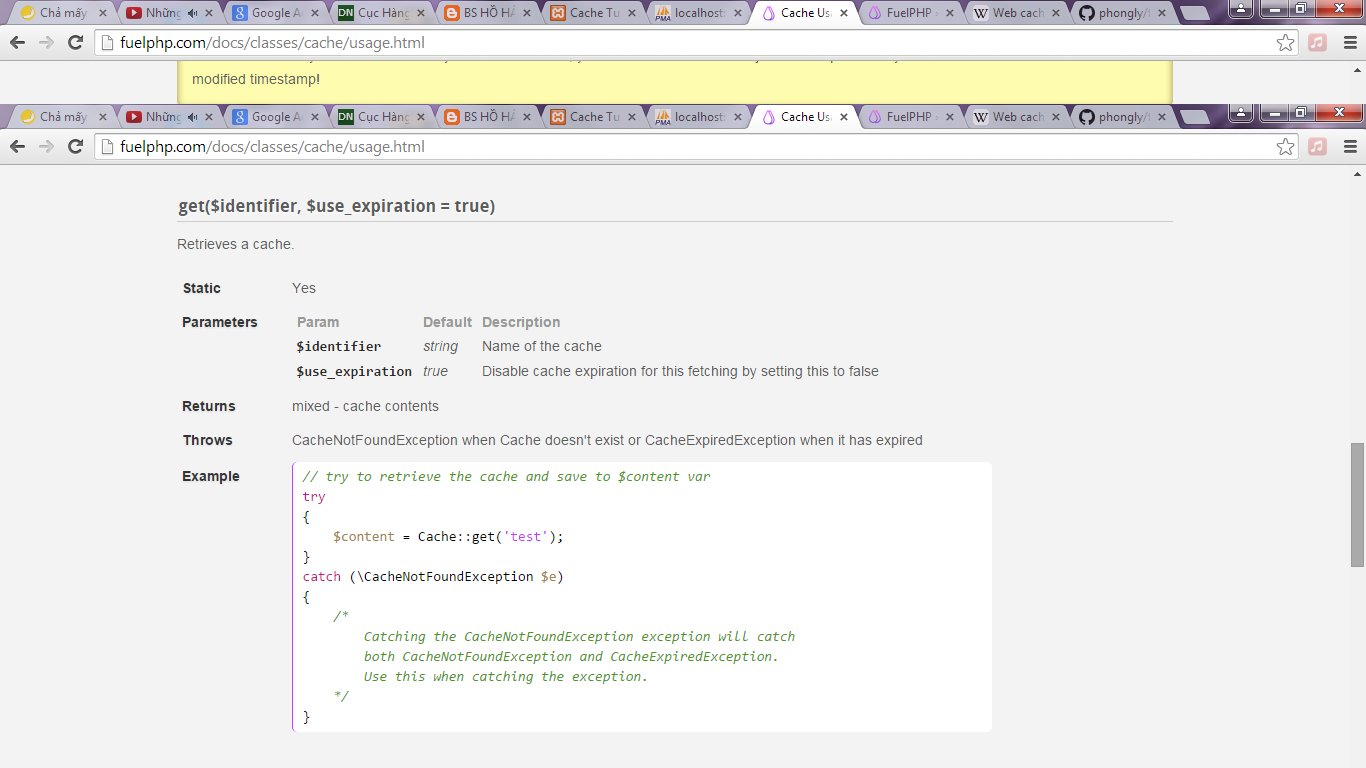 Chả mấy
Những
Google A
Cục Hàng
BS HỒ HẢ
Cache Tu
localhost
Cache Us
FuelPHP
Web cach
phongly/
fuelphp.com/docs/classes/cache/usage.html
modified timestamp!
Chả mấy
Những
Google A
Cục Hàng
BS HỒ HẢ
Cache Tu
localhost
Cache Us
FuelPHP
Web cach
phongly/
fuelphp.com/docs/classes/cache/usage.html
get($identifier, $use_expiration = true)
Retrieves a cache.
Static Yes
Parameters Param Default Description
$identifier string Name of the cache
$use_expiration true Disable cache expiration for this fetching by setting this to false
Returns mixed - cache contents
Throws CacheNotFoundException when Cache doesn't exist or CacheExpiredException when it has expired
Example // try to retrieve the cache and save to $content var
try
{
$content = Cache::get('test');
}
catch (\CacheNotFoundException $e)
{
/*
Catching the CacheNotFoundException exception will catch
both CacheNotFoundException and CacheExpiredException.
Use this when catching the exception.
*/
}